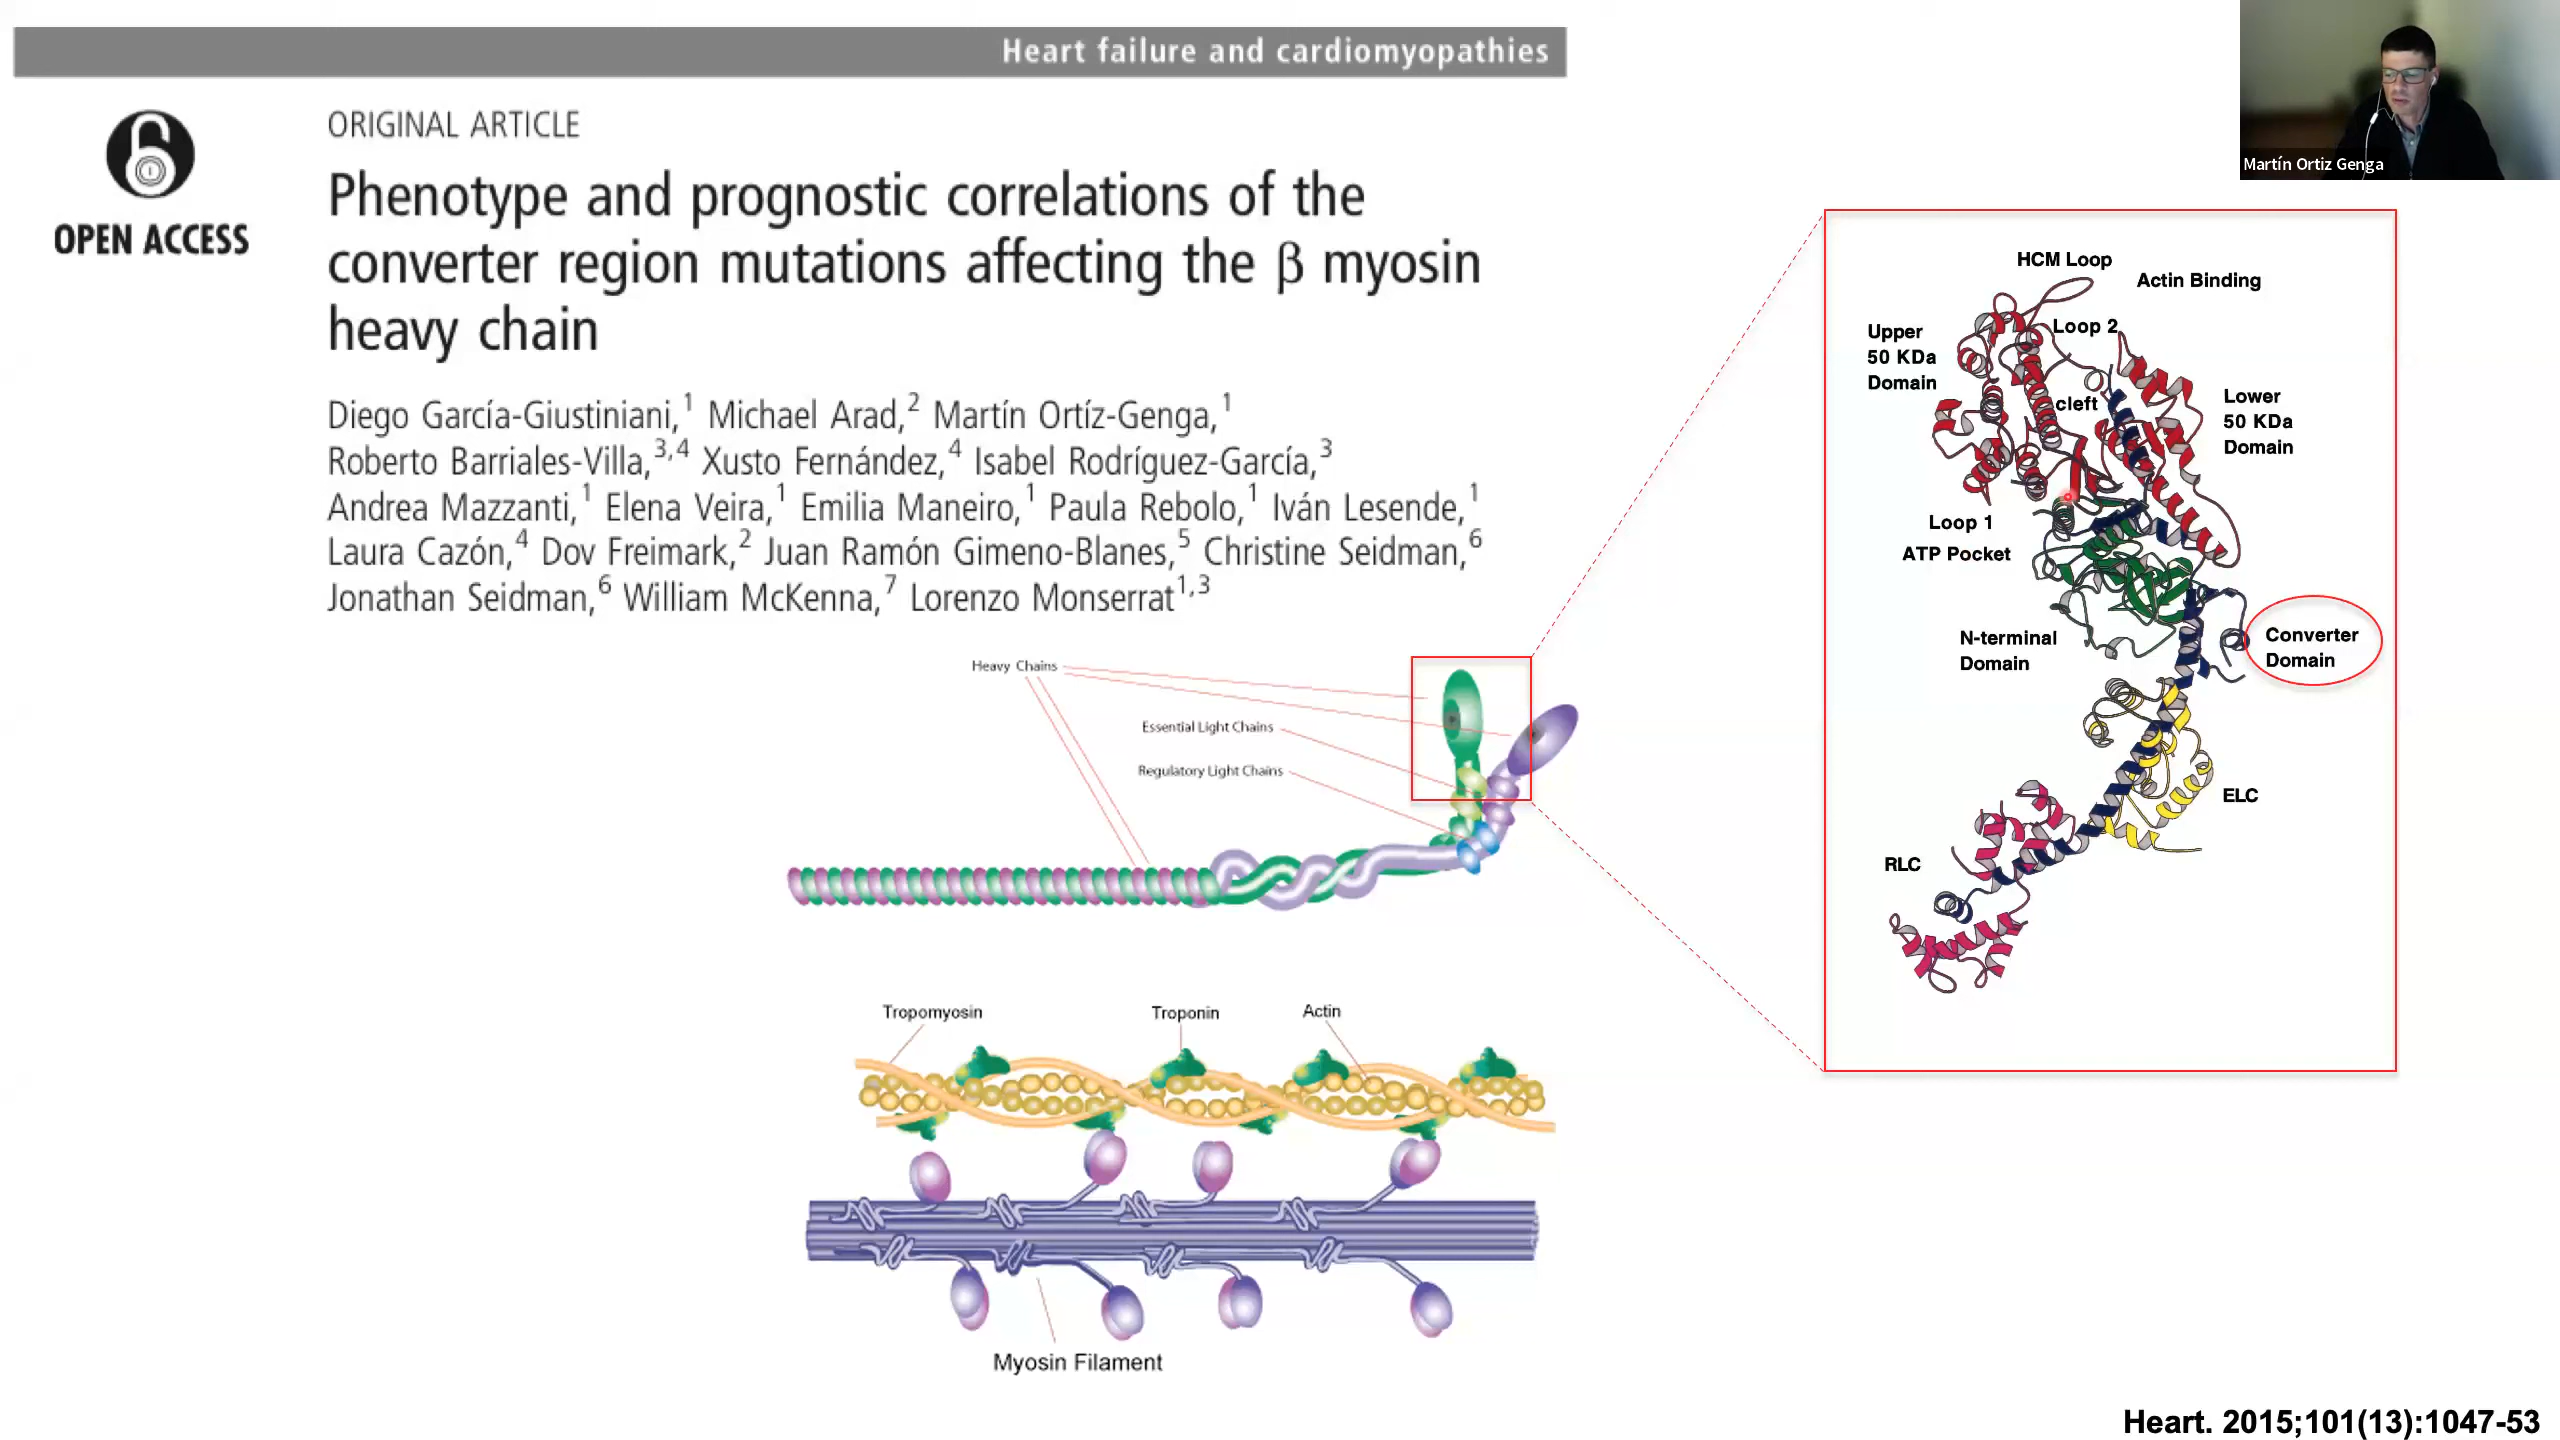 Heart failure and cardiomyopathies
OPEN ACCESS
ORIGINAL ARTICLE
Phenotype and prognostic correlations of the
converter region mutations affecting the β myosin
heavy chain
Diego García-Giustiniani,1 Michael Arad,2 Martín Ortíz-Genga,1
Roberto Barriales-Villa,3,4 Xusto Fernández,4 Isabel Rodríguez-García,3
Andrea Mazzanti,1 Elena Veira,1 Emilia Maneiro,1 Paula Rebolo,1 Iván Lesende,1
Laura Cazón,4 Dov Freimark,2 Juan Ramón Gimeno-Blanes,5 Christine Seidman,6
Jonathan Seidman,6 William McKenna,7 Lorenzo Monserrat1,3
Heavy Chains
Essential Light Chains
Regulatory Light Chains
Tropomyosin
Troponin
Actin
Myosin Filament
Martín Ortiz Genga
HCM Loop
Actin Binding
Upper
50 KDa
Domain
Loop 2
cleft
Lower
50 KDa
Domain
Loop 1
ATP Pocket
N-terminal
Domain
Converter
Domain
ELC
RLC
Heart. 2015;101(13):1047-53